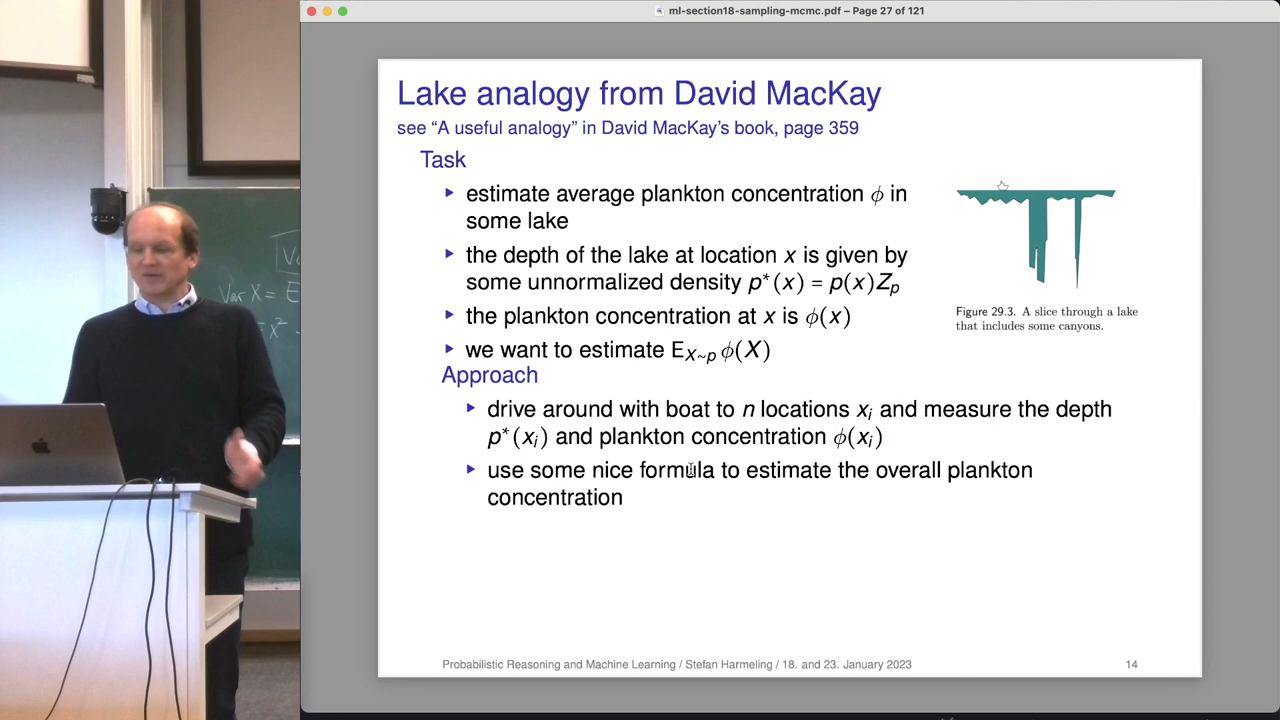 ml-section18-sampling-mcmc.pdf – Page 27 of 121
Lake analogy from David MacKay
see “A useful analogy” in David MacKay’s book, page 359
Task
estimate average plankton concentration ϕ in
some lake
the depth of the lake at location x is given by
some unnormalized density p*(x) = p(x)Z_p
the plankton concentration at x is ϕ(x)
we want to estimate E_{X~p} ϕ(X)
Figure 29.3. A slice through a lake
that includes some canyons.
Approach
drive around with boat to n locations x_i and measure the depth
p*(x_i) and plankton concentration ϕ(x_i)
use some nice formula to estimate the overall plankton
concentration
Probabilistic Reasoning and Machine Learning / Stefan Harmeling / 18. and 23. January 2023
14
Var X = E